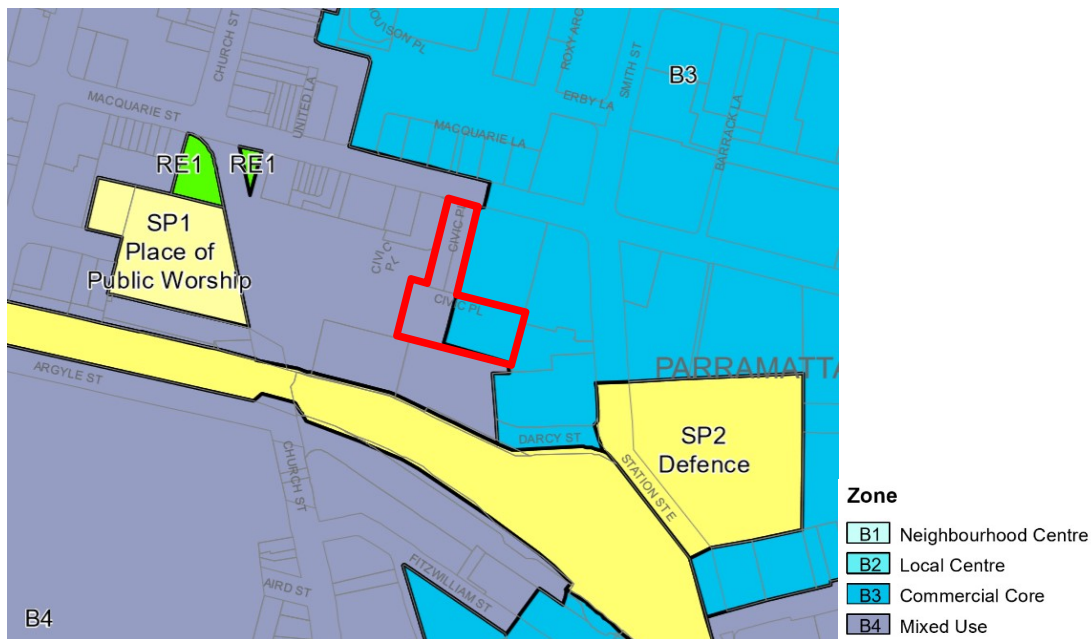 HOUISON PL
CHURCH ST
ROXY ARC
SMITH ST
B3
MACQUARIE ST
UNITED LA
ERBY LA
MACQUARIE LA
BARRACK LA
RE1
RE1
SP1
Place of
Public Worship
CIVIC PL
CIVIC
PL
CIVIC PL
PARRAMATTA
ARGYLE ST
DARCY ST
SP2
Defence
STATION ST E
CHURCH ST
FITZWILLIAM ST
AIRD ST
B4
Zone
B1 Neighbourhood Centre
B2 Local Centre
B3 Commercial Core
B4 Mixed Use